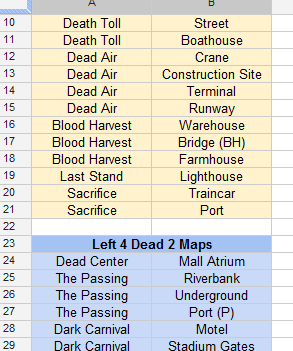 A B
10 Death Toll Street
11 Death Toll Boathouse
12 Dead Air Crane
13 Dead Air Construction Site
14 Dead Air Terminal
15 Dead Air Runway
16 Blood Harvest Warehouse
17 Blood Harvest Bridge (BH)
18 Blood Harvest Farmhouse
19 Last Stand Lighthouse
20 Sacrifice Traincar
21 Sacrifice Port
22
23 Left 4 Dead 2 Maps
24 Dead Center Mall Atrium
25 The Passing Riverbank
26 The Passing Underground
27 The Passing Port (P)
28 Dark Carnival Motel
29 Dark Carnival Stadium Gates